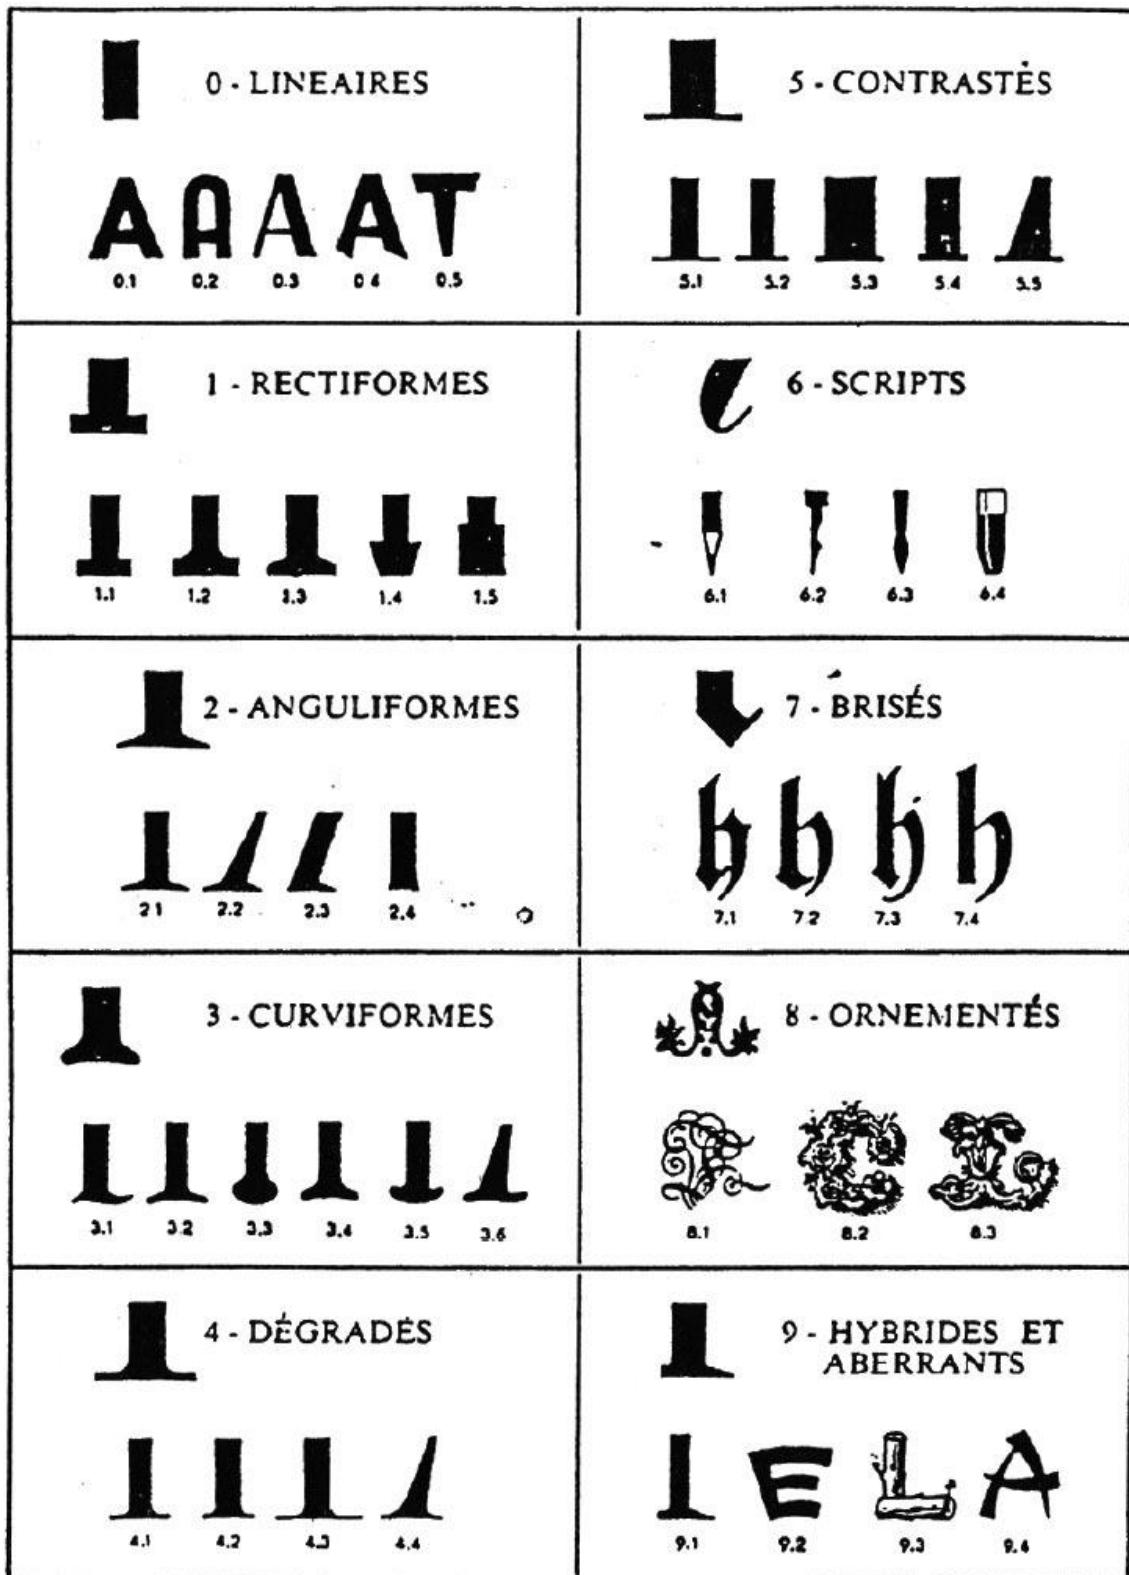 0 - LINEAIRES
A A A A T
0.1 0.2 0.3 0.4 0.5
1 - RECTIFORMES
1.1 1.2 1.3 1.4 1.5
2 - ANGULIFORMES
2.1 2.2 2.3 2.4
3 - CURVIFORMES
3.1 3.2 3.3 3.4 3.5 3.6
4 - DÉGRADÉS
4.1 4.2 4.3 4.4
5 - CONTRASTÉS
5.1 5.2 5.3 5.4 5.5
6 - SCRIPTS
6.1 6.2 6.3 6.4
7 - BRISÉS
h h h h
7.1 7.2 7.3 7.4
8 - ORNEMENTÉS
8.1 8.2 8.3
9 - HYBRIDES ET
ABERRANTS
I E L A
9.1 9.2 9.3 9.4